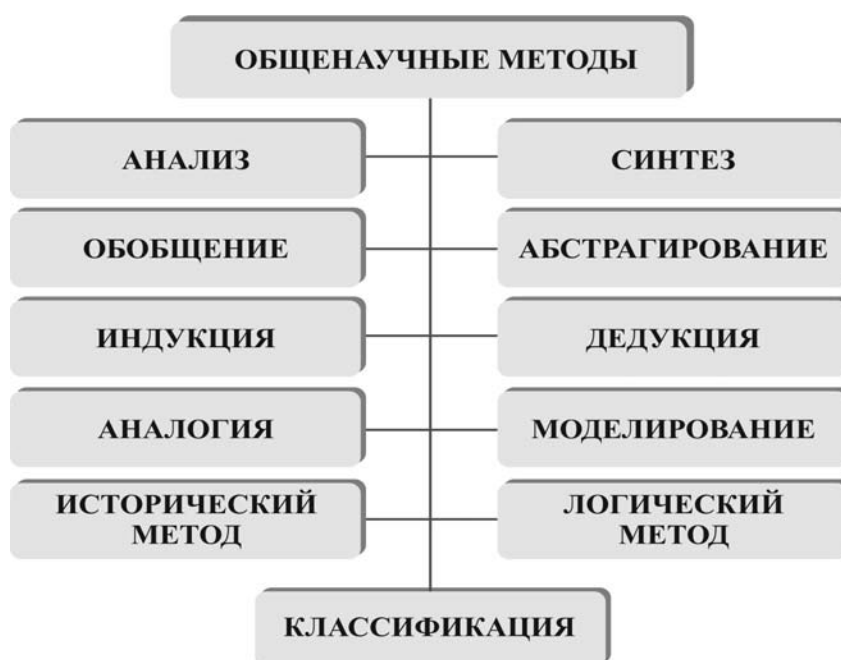 ОБЩЕНАУЧНЫЕ МЕТОДЫ
АНАЛИЗ
СИНТЕЗ
ОБОБЩЕНИЕ
АБСТРАГИРОВАНИЕ
ИНДУКЦИЯ
ДЕДУКЦИЯ
АНАЛОГИЯ
МОДЕЛИРОВАНИЕ
ИСТОРИЧЕСКИЙ
МЕТОД
ЛОГИЧЕСКИЙ
МЕТОД
КЛАССИФИКАЦИЯ